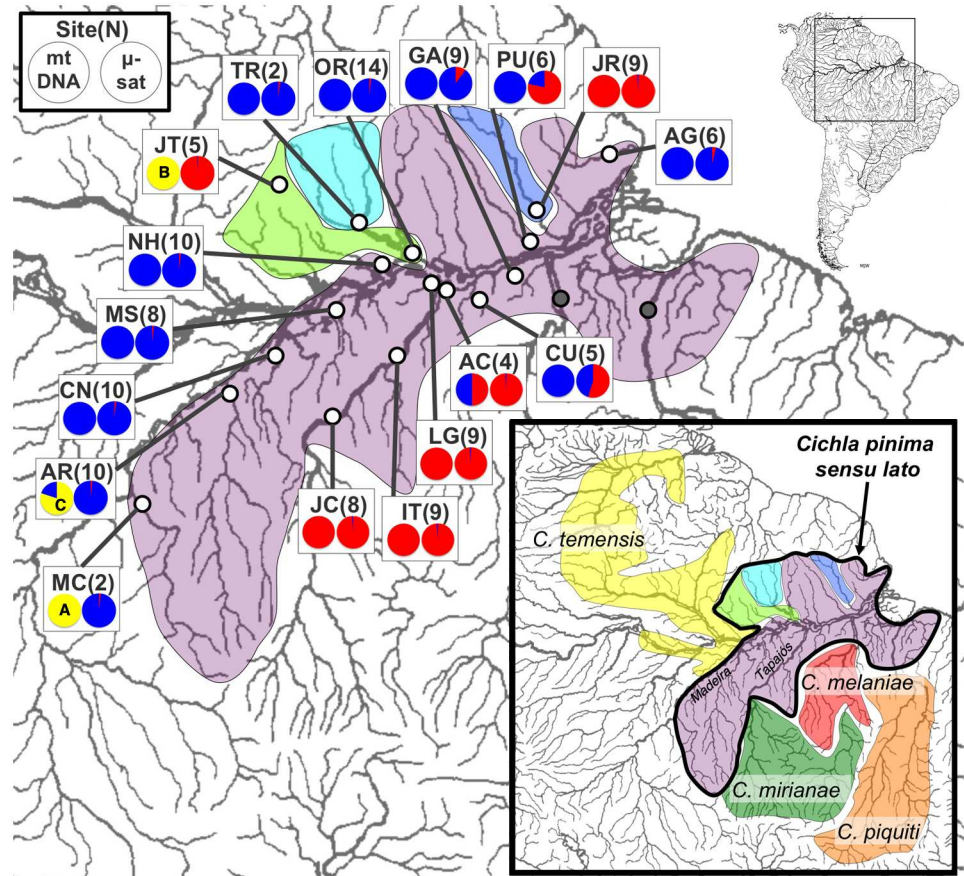 Site(N)
mt
DNA
μ-
sat
TR(2)
OR(14)
GA(9)
PU(6)
JR(9)
AG(6)
JT(5)
B
NH(10)
MS(8)
CN(10)
AR(10)
C
MC(2)
A
JC(8)
IT(9)
LG(9)
AC(4)
CU(5)
Cichla pinima
sensu lato
C. temensis
Madeira
Tapajós
C. melaniae
C. mirianae
C. piquiti